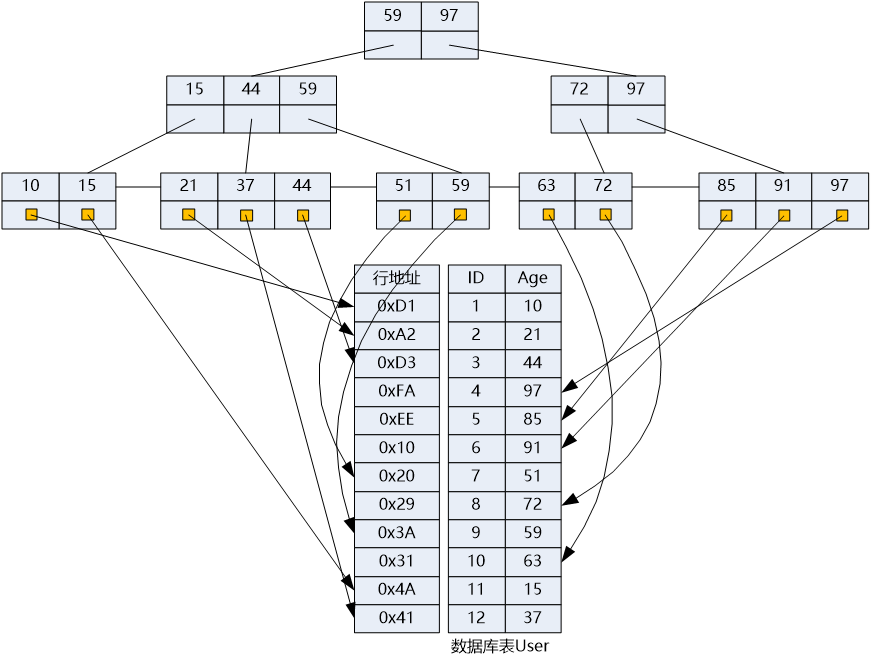 59 97
15 44 59 72 97
10 15 21 37 44 51 59 63 72 85 91 97
行地址 ID Age
0xD1 1 10
0xA2 2 21
0xD3 3 44
0xFA 4 97
0xEE 5 85
0x10 6 91
0x20 7 51
0x29 8 72
0x3A 9 59
0x31 10 63
0x4A 11 15
0x41 12 37
数据库表User